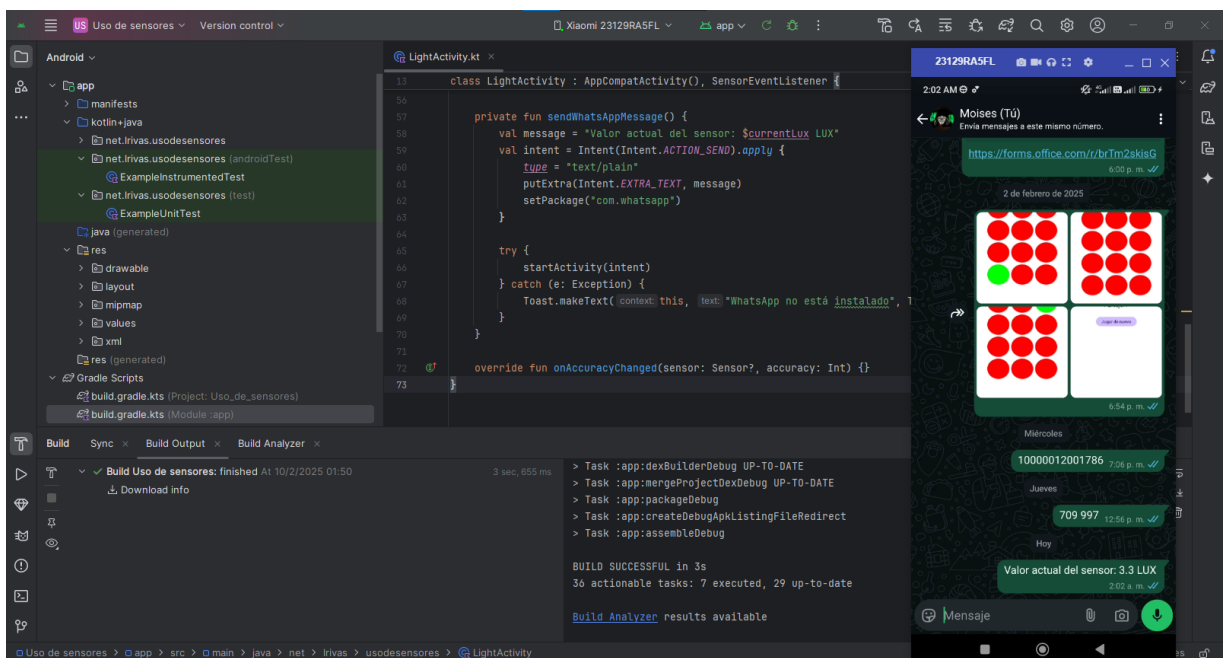 US Uso de sensores Version control Xiaomi 23129RA5FL app
Android
app
manifests
kotlin+java
net.lrivas.usodesensores
net.lrivas.usodesensores (androidTest)
ExampleInstrumentedTest
net.lrivas.usodesensores (test)
ExampleUnitTest
java (generated)
res
drawable
layout
mipmap
values
xml
res (generated)
Gradle Scripts
build.gradle.kts (Project: Uso_de_sensores)
build.gradle.kts (Module :app)
LightActivity.kt
13 class LightActivity : AppCompatActivity(), SensorEventListener {
56
57 private fun sendWhatsAppMessage() {
58 val message = "Valor actual del sensor: $currentLux LUX"
59 val intent = Intent(Intent.ACTION_SEND).apply {
60 type = "text/plain"
61 putExtra(Intent.EXTRA_TEXT, message)
62 setPackage("com.whatsapp")
63 }
64
65 try {
66 startActivity(intent)
67 } catch (e: Exception) {
68 Toast.makeText( context: this, text: "WhatsApp no está instalado", T
69 }
70 }
71
72 override fun onAccuracyChanged(sensor: Sensor?, accuracy: Int) {}
73 }
23129RA5FL
2:02 AM
Moises (Tú)
Envía mensajes a este mismo número.
https://forms.office.com/r/brTm2skisG
6:00 p. m.
2 de febrero de 2025
Jugar de nuevo
6:54 p. m.
Miércoles
10000012001786 7:06 p. m.
Jueves
709 997 12:56 p. m.
Hoy
Valor actual del sensor: 3.3 LUX
2:02 a. m.
Mensaje
Build Sync Build Output Build Analyzer
Build Uso de sensores: finished At 10/2/2025 01:50 3 sec, 655 ms
Download info
> Task :app:dexBuilderDebug UP-TO-DATE
> Task :app:mergeProjectDexDebug UP-TO-DATE
> Task :app:packageDebug
> Task :app:createDebugApkListingFileRedirect
> Task :app:assembleDebug
BUILD SUCCESSFUL in 3s
36 actionable tasks: 7 executed, 29 up-to-date
Build Analyzer results available
Uso de sensores > app > src > main > java > net > lrivas > usodesensores > LightActivity